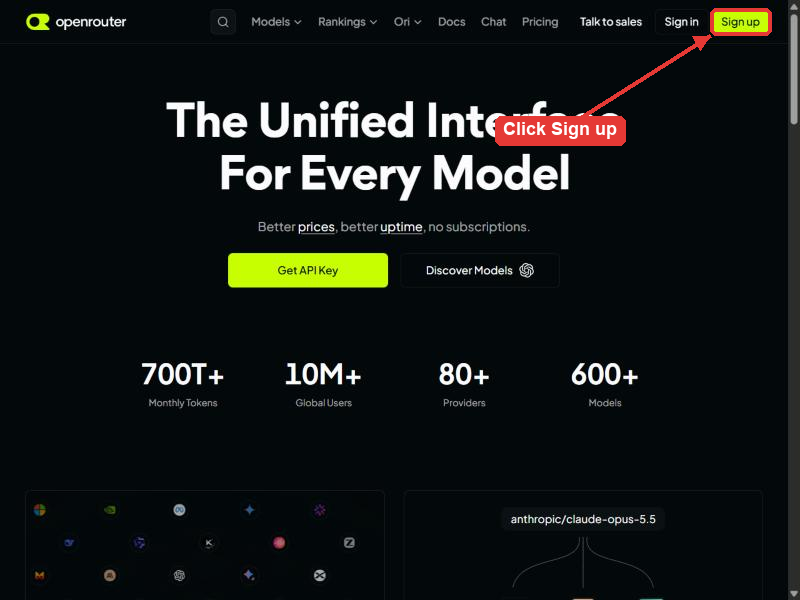 openrouter
Models
Rankings
Ori
Docs
Chat
Pricing
Talk to sales
Sign in
Sign up
The Unified Interface
Click Sign up
For Every Model
Better prices, better uptime, no subscriptions.
Get API Key
Discover Models
700T+
Monthly Tokens
10M+
Global Users
80+
Providers
600+
Models
anthropic/claude-opus-5.5